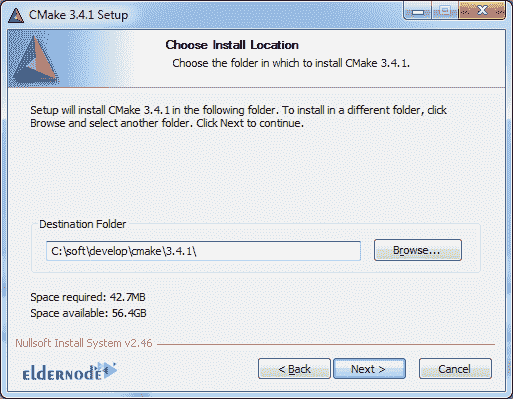 CMake 3.4.1 Setup
Choose Install Location
Choose the folder in which to install CMake 3.4.1.
Setup will install CMake 3.4.1 in the following folder. To install in a different folder, click
Browse and select another folder. Click Next to continue.
Destination Folder
C:\soft\develop\cmake\3.4.1\
Browse...
Space required: 42.7MB
Space available: 56.4GB
Nullsoft Install System v2.46
eldernode
< Back
Next >
Cancel